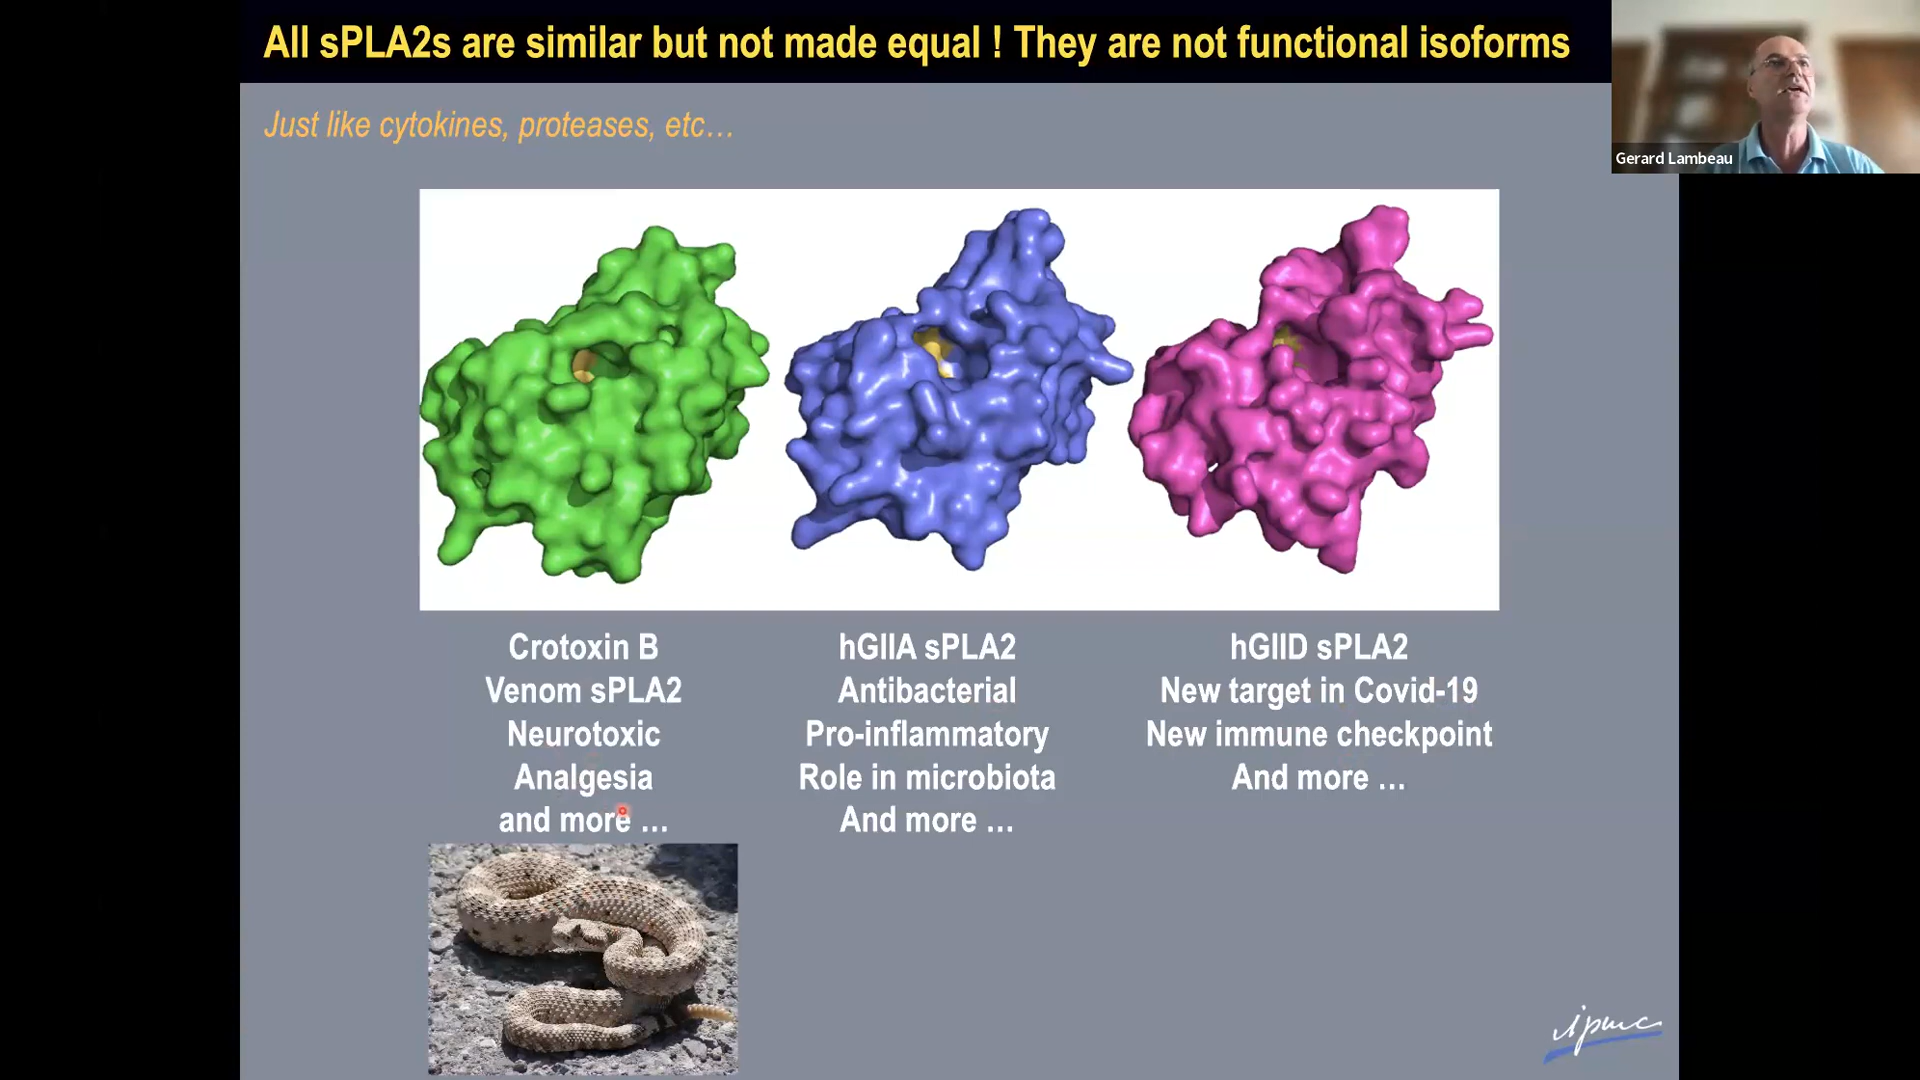 All sPLA2s are similar but not made equal ! They are not functional isoforms
Just like cytokines, proteases, etc…
Gerard Lambeau
Crotoxin B
Venom sPLA2
Neurotoxic
Analgesia
and more …
hGIIA sPLA2
Antibacterial
Pro-inflammatory
Role in microbiota
And more …
hGIID sPLA2
New target in Covid-19
New immune checkpoint
And more …
ipmc